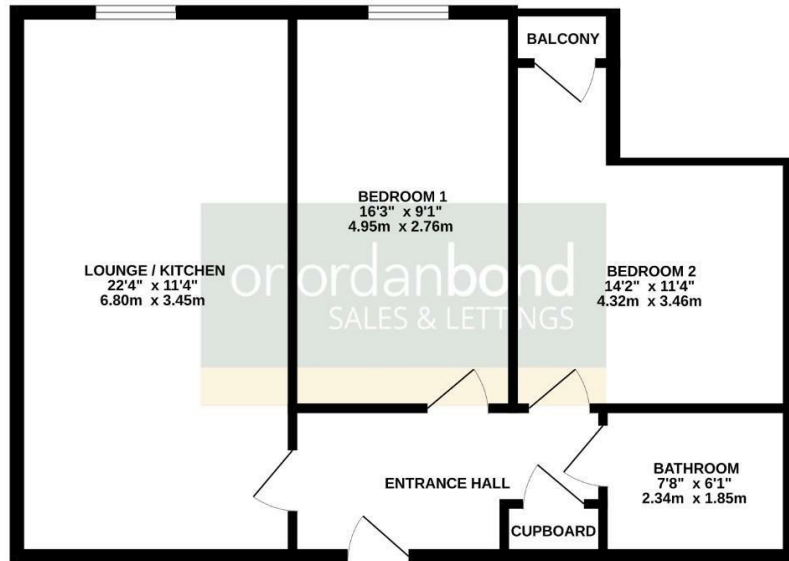 BALCONY
BEDROOM 1
16'3" x 9'1"
4.95m x 2.76m
LOUNGE / KITCHEN
22'4" x 11'4"
6.80m x 3.45m
BEDROOM 2
14'2" x 11'4"
4.32m x 3.46m
oriordanbond
SALES & LETTINGS
ENTRANCE HALL
BATHROOM
7'8" x 6'1"
2.34m x 1.85m
CUPBOARD